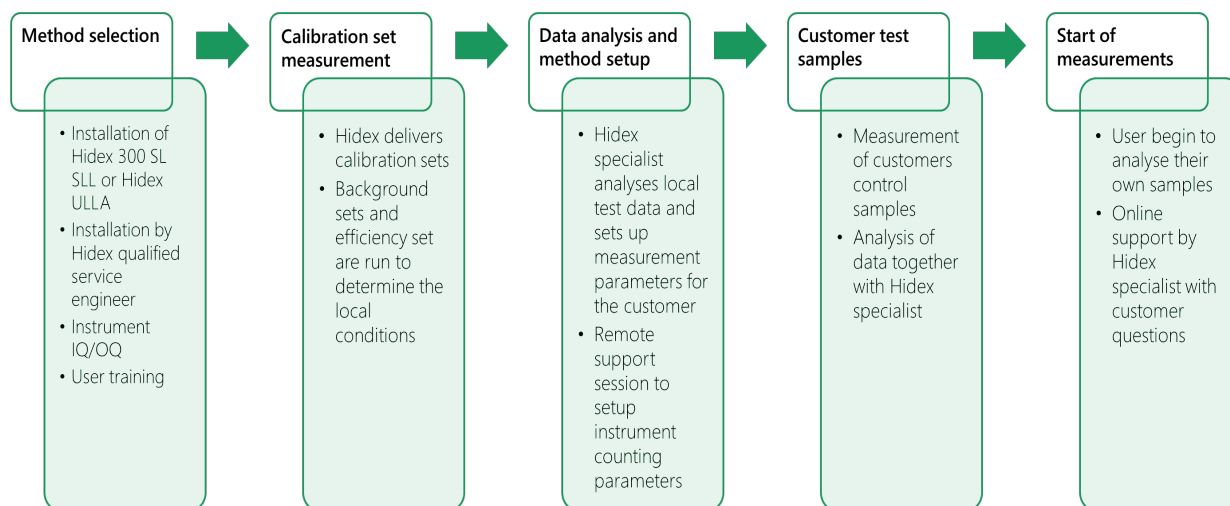 Method selection
• Installation of
Hidex 300 SL
SLL or Hidex
ULLA
• Installation by
Hidex qualified
service
engineer
• Instrument
IQ/OQ
• User training
Calibration set
measurement
• Hidex delivers
calibration sets
• Background
sets and
efficiency set
are run to
determine the
local
conditions
Data analysis and
method setup
• Hidex
specialist
analyses local
test data and
sets up
measurement
parameters for
the customer
• Remote
support
session to
setup
instrument
counting
parameters
Customer test
samples
• Measurement
of customers
control
samples
• Analysis of
data together
with Hidex
specialist
Start of
measurements
• User begin to
analyse their
own samples
• Online
support by
Hidex
specialist with
customer
questions